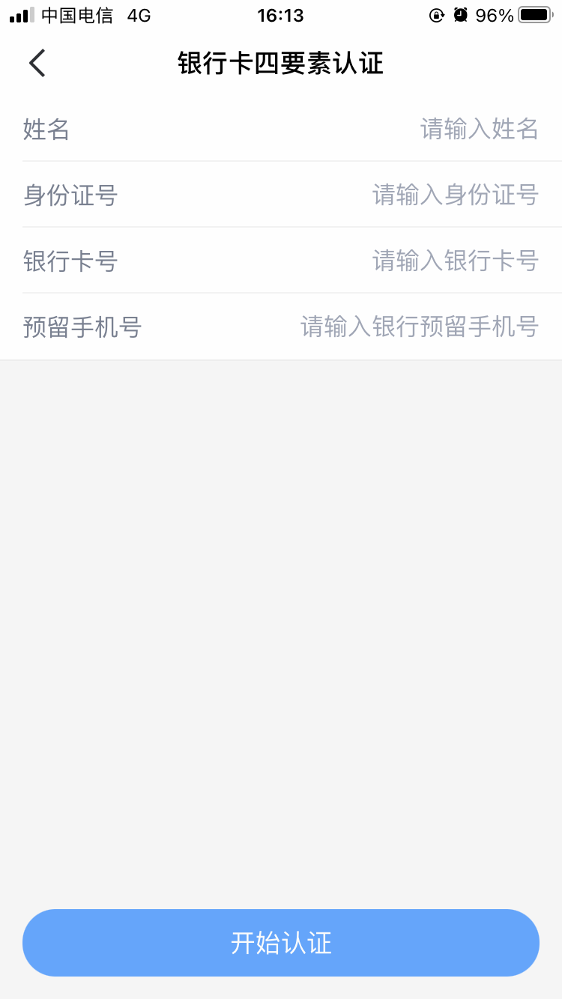 中国电信 4G 16:13 96%
银行卡四要素认证
姓名 请输入姓名
身份证号 请输入身份证号
银行卡号 请输入银行卡号
预留手机号 请输入银行预留手机号
开始认证